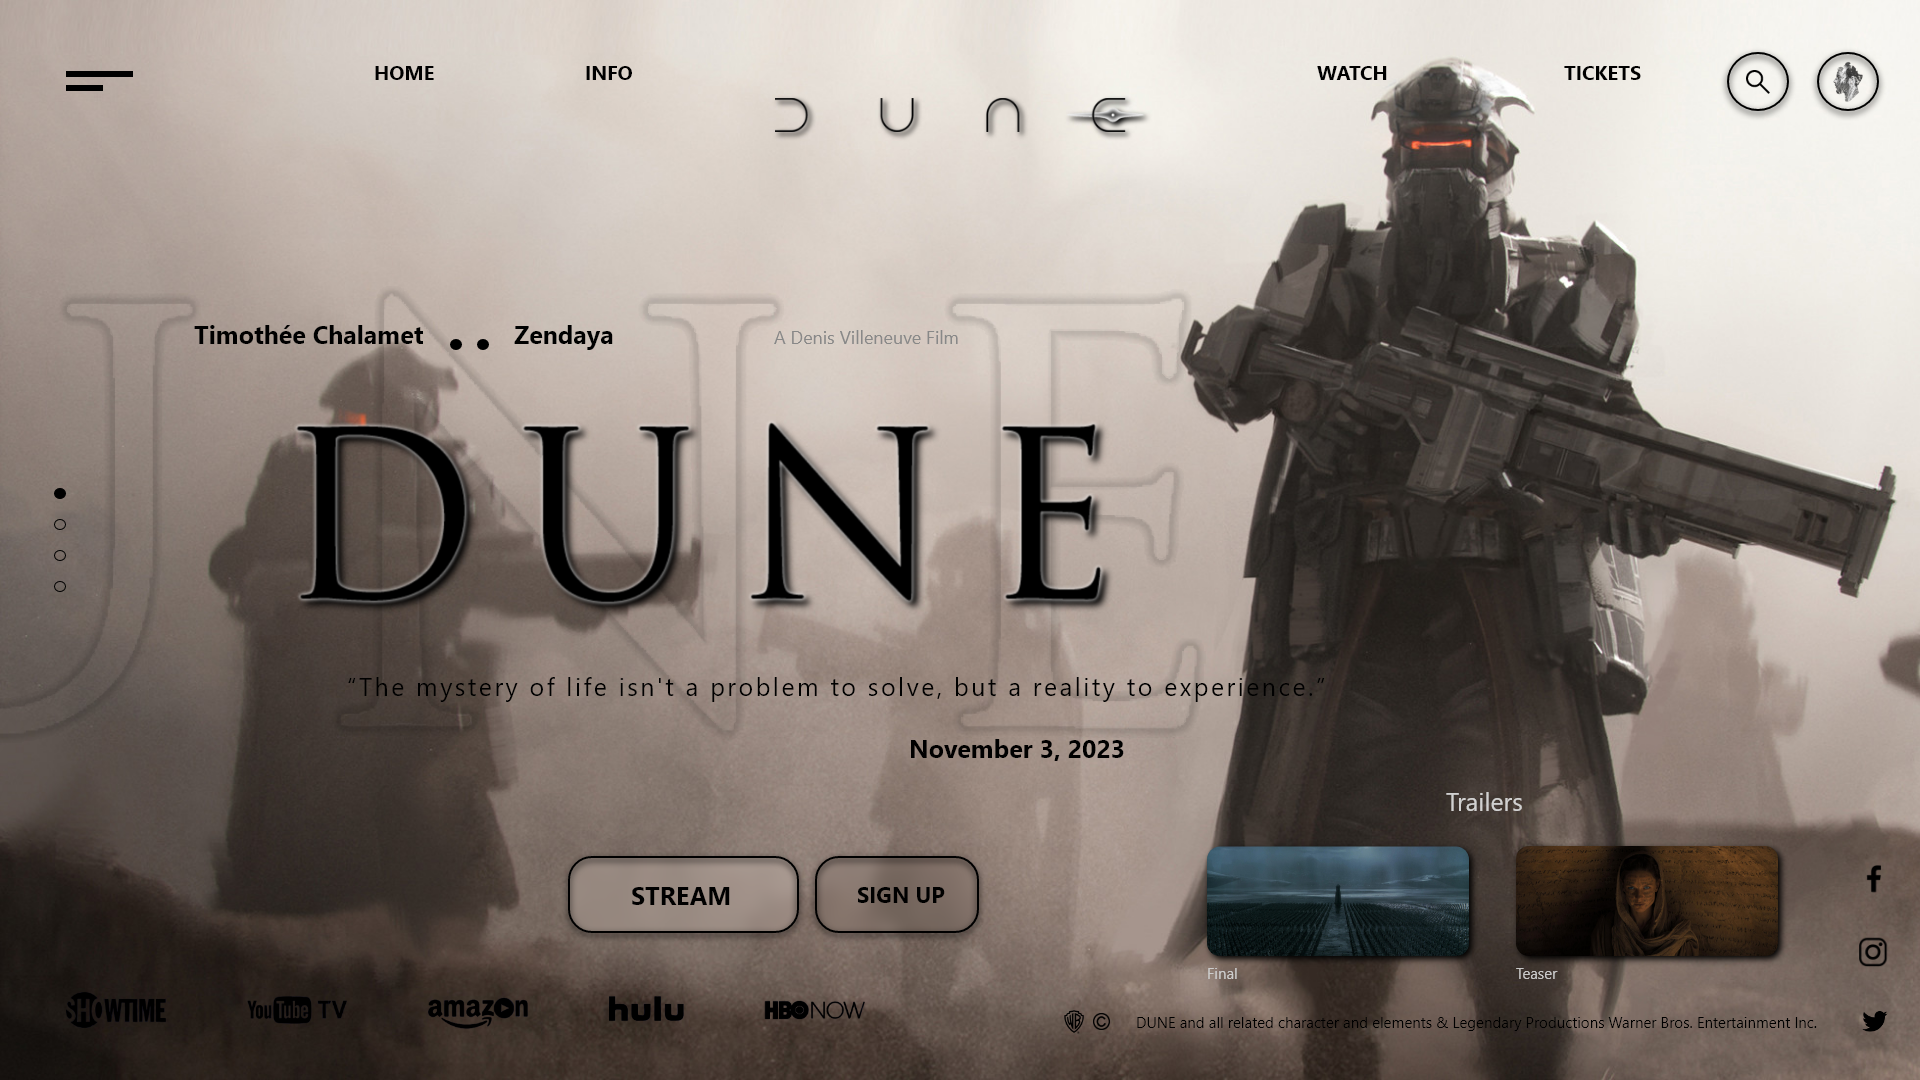 HOME
INFO
WATCH
TICKETS
DUNE
Timothée Chalamet
Zendaya
A Denis Villeneuve Film
UNE
DUNE
“The mystery of life isn't a problem to solve, but a reality to experience.”
November 3, 2023
Trailers
STREAM
SIGN UP
Final
Teaser
SHOWTIME
YouTube TV
amazon
hulu
HBO NOW
WB © DUNE and all related character and elements & Legendary Productions Warner Bros. Entertainment Inc.